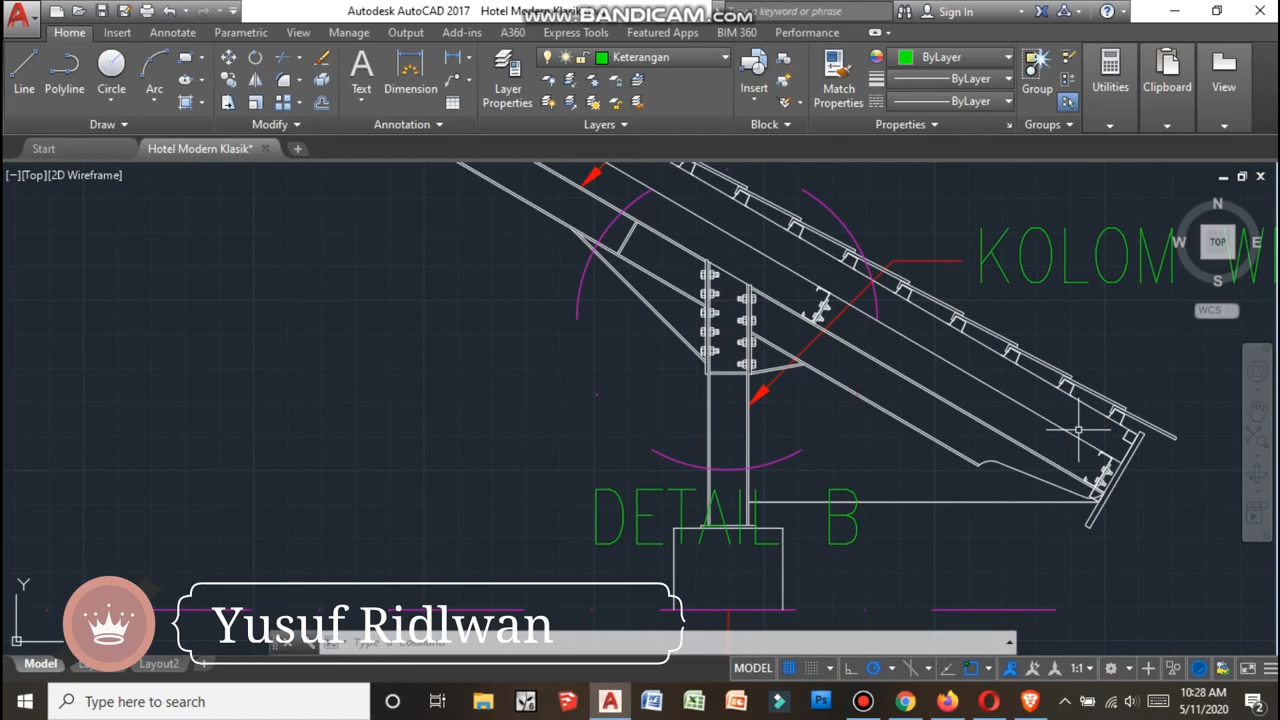 Autodesk AutoCAD 2017 Hotel Modern Klasik
www.BANDICAM.com
a keyword or phrase
Sign In
Home Insert Annotate Parametric View Manage Output Add-ins A360 Express Tools Featured Apps BIM 360 Performance
Line Polyline Circle Arc
Text Dimension
Layer Properties
Keterangan
Insert
Match Properties
ByLayer
ByLayer
ByLayer
Group
Utilities
Clipboard
View
Draw Modify Annotation Layers Block Properties Groups
Start Hotel Modern Klasik*
[−][Top][2D Wireframe]
N
W TOP E
S
WCS
KOLOM W
DETAIL B
Y
Yusuf Ridlwan
Model Layout2
MODEL 1:1
Type here to search
10:28 AM
5/11/2020
2